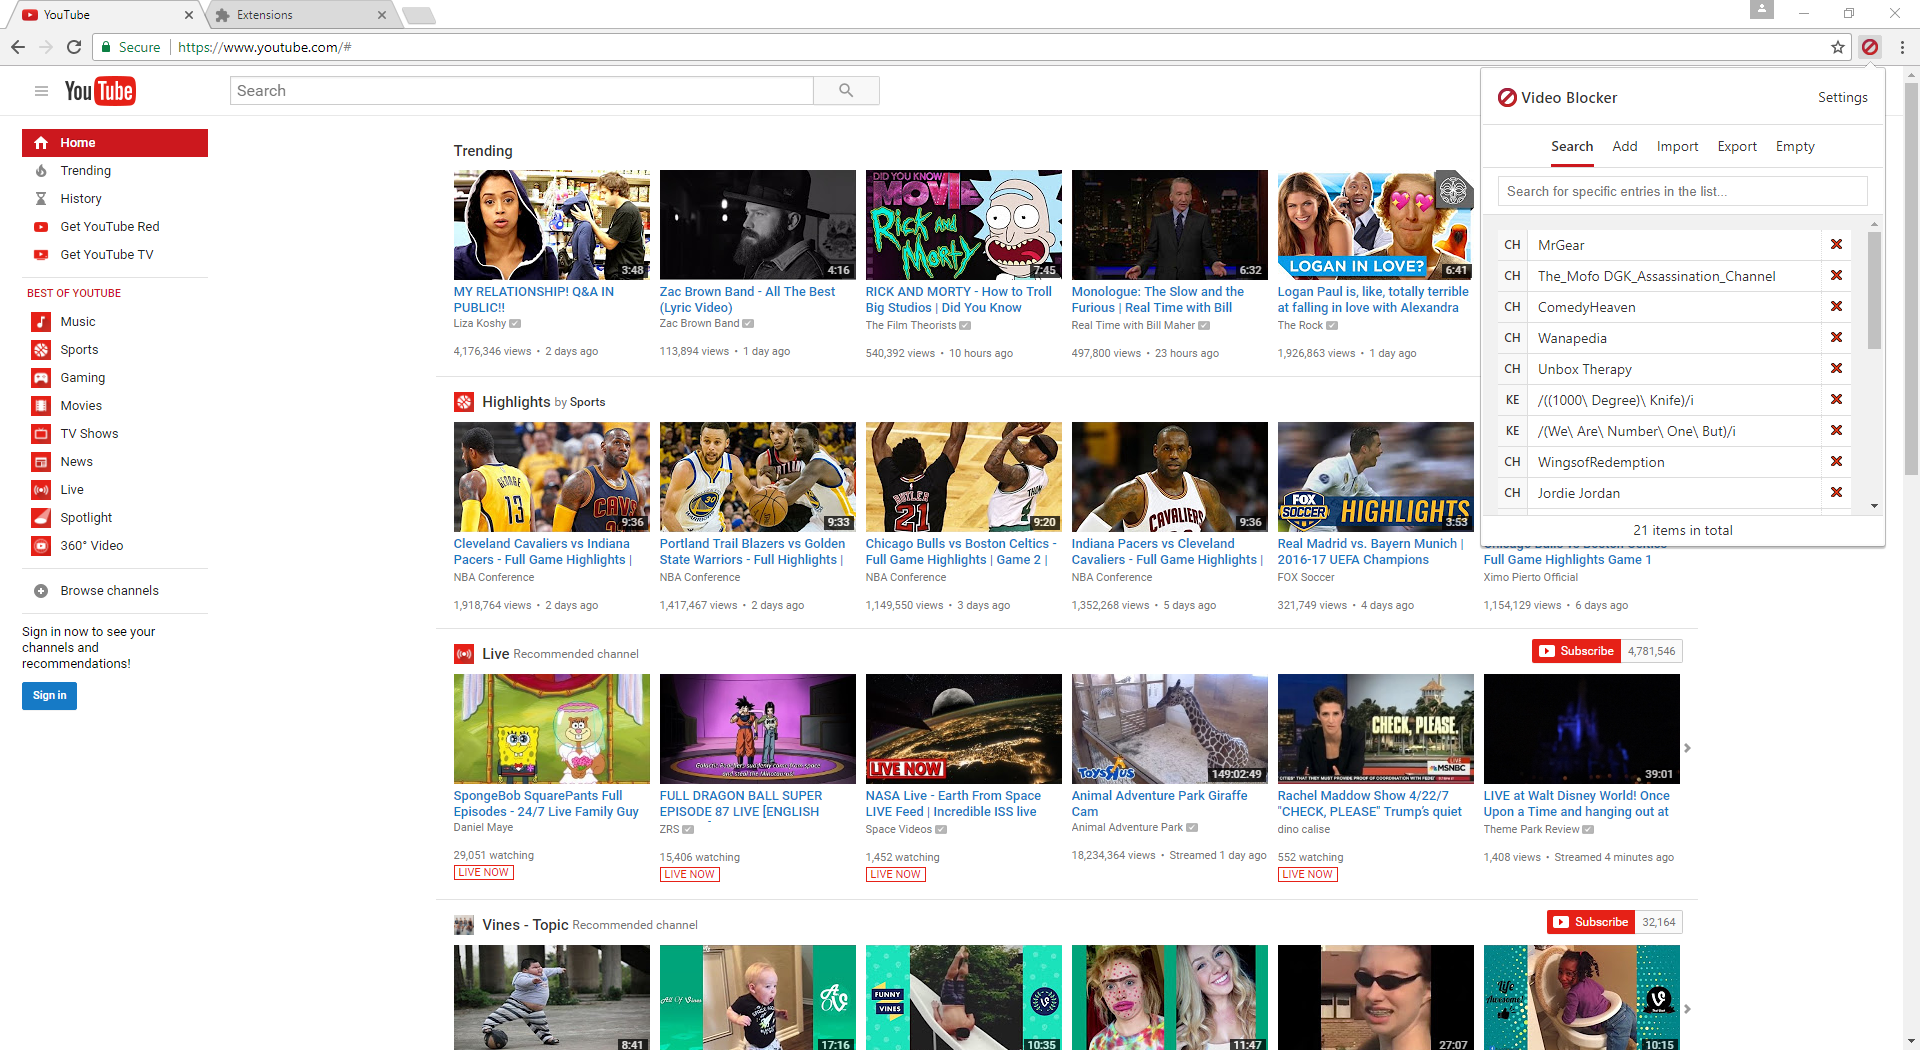 YouTube
Extensions
Secure
https://www.youtube.com/#
YouTube
Search
Home
Trending
History
Get YouTube Red
Get YouTube TV
BEST OF YOUTUBE
Music
Sports
Gaming
Movies
TV Shows
News
Live
Spotlight
360° Video
Browse channels
Sign in now to see your
channels and
recommendations!
Sign in
Video Blocker
Settings
Search Add Import Export Empty
Search for specific entries in the list...
CH MrGear
CH The_Mofo DGK_Assassination_Channel
CH ComedyHeaven
CH Wanapedia
CH Unbox Therapy
KE /((1000\ Degree)\ Knife)/i
KE /(We\ Are\ Number\ One\ But)/i
CH WingsofRedemption
CH Jordie Jordan
21 items in total
Trending
3:48
MY RELATIONSHIP! Q&A IN
PUBLIC!!
Liza Koshy
4,176,346 views • 2 days ago
4:16
Zac Brown Band - All The Best
(Lyric Video)
Zac Brown Band
113,894 views • 1 day ago
DID YOU KNOW
MOVIE
RICK AND MORTY
7:45
RICK AND MORTY - How to Troll
Big Studios | Did You Know
The Film Theorists
540,392 views • 10 hours ago
6:32
Monologue: The Slow and the
Furious | Real Time with Bill
Real Time with Bill Maher
497,800 views • 23 hours ago
LOGAN IN LOVE?
6:41
Logan Paul is, like, totally terrible
at falling in love with Alexandra
The Rock
1,926,863 views • 1 day ago
Highlights by Sports
GEORGE
13
CAVS
9:36
Cleveland Cavaliers vs Indiana
Pacers - Full Game Highlights |
NBA Conference
1,918,764 views • 2 days ago
30
9:33
Portland Trail Blazers vs Golden
State Warriors - Full Highlights |
NBA Conference
1,417,467 views • 2 days ago
BUTLER
21
9:20
Chicago Bulls vs Boston Celtics -
Full Game Highlights | Game 2 |
NBA Conference
1,149,550 views • 3 days ago
CAVALIERS
9:36
Indiana Pacers vs Cleveland
Cavaliers - Full Game Highlights |
NBA Conference
1,352,268 views • 5 days ago
FOX
SOCCER
HIGHLIGHTS
3:53
Real Madrid vs. Bayern Munich |
2016-17 UEFA Champions
FOX Soccer
321,749 views • 4 days ago
Chicago Bulls vs Boston Celtics
Full Game Highlights Game 1
Ximo Pierto Official
1,154,129 views • 6 days ago
Live Recommended channel
Subscribe 4,781,546
SpongeBob SquarePants Full
Episodes - 24/7 Live Family Guy
Daniel Maye
29,051 watching
LIVE NOW
and steal the Minotaurus!
FULL DRAGON BALL SUPER
EPISODE 87 LIVE [ENGLISH
ZRS
15,406 watching
LIVE NOW
LIVE NOW
NASA Live - Earth From Space
LIVE Feed | Incredible ISS live
Space Videos
1,452 watching
LIVE NOW
TOYSRUS
149:02:49
Animal Adventure Park Giraffe
Cam
Animal Adventure Park
18,234,364 views • Streamed 1 day ago
CHECK, PLEASE.
LIVE
MSNBC
Rachel Maddow Show 4/22/7
"CHECK, PLEASE" Trump's quiet
dino calise
552 watching
LIVE NOW
39:01
LIVE at Walt Disney World! Once
Upon a Time and hanging out at
Theme Park Review
1,408 views • Streamed 4 minutes ago
Vines - Topic Recommended channel
Subscribe 32,164
8:41
All Of Vines
17:16
FUNNY
VINES
10:35
11:47
27:07
Life
Awesome!
10:15